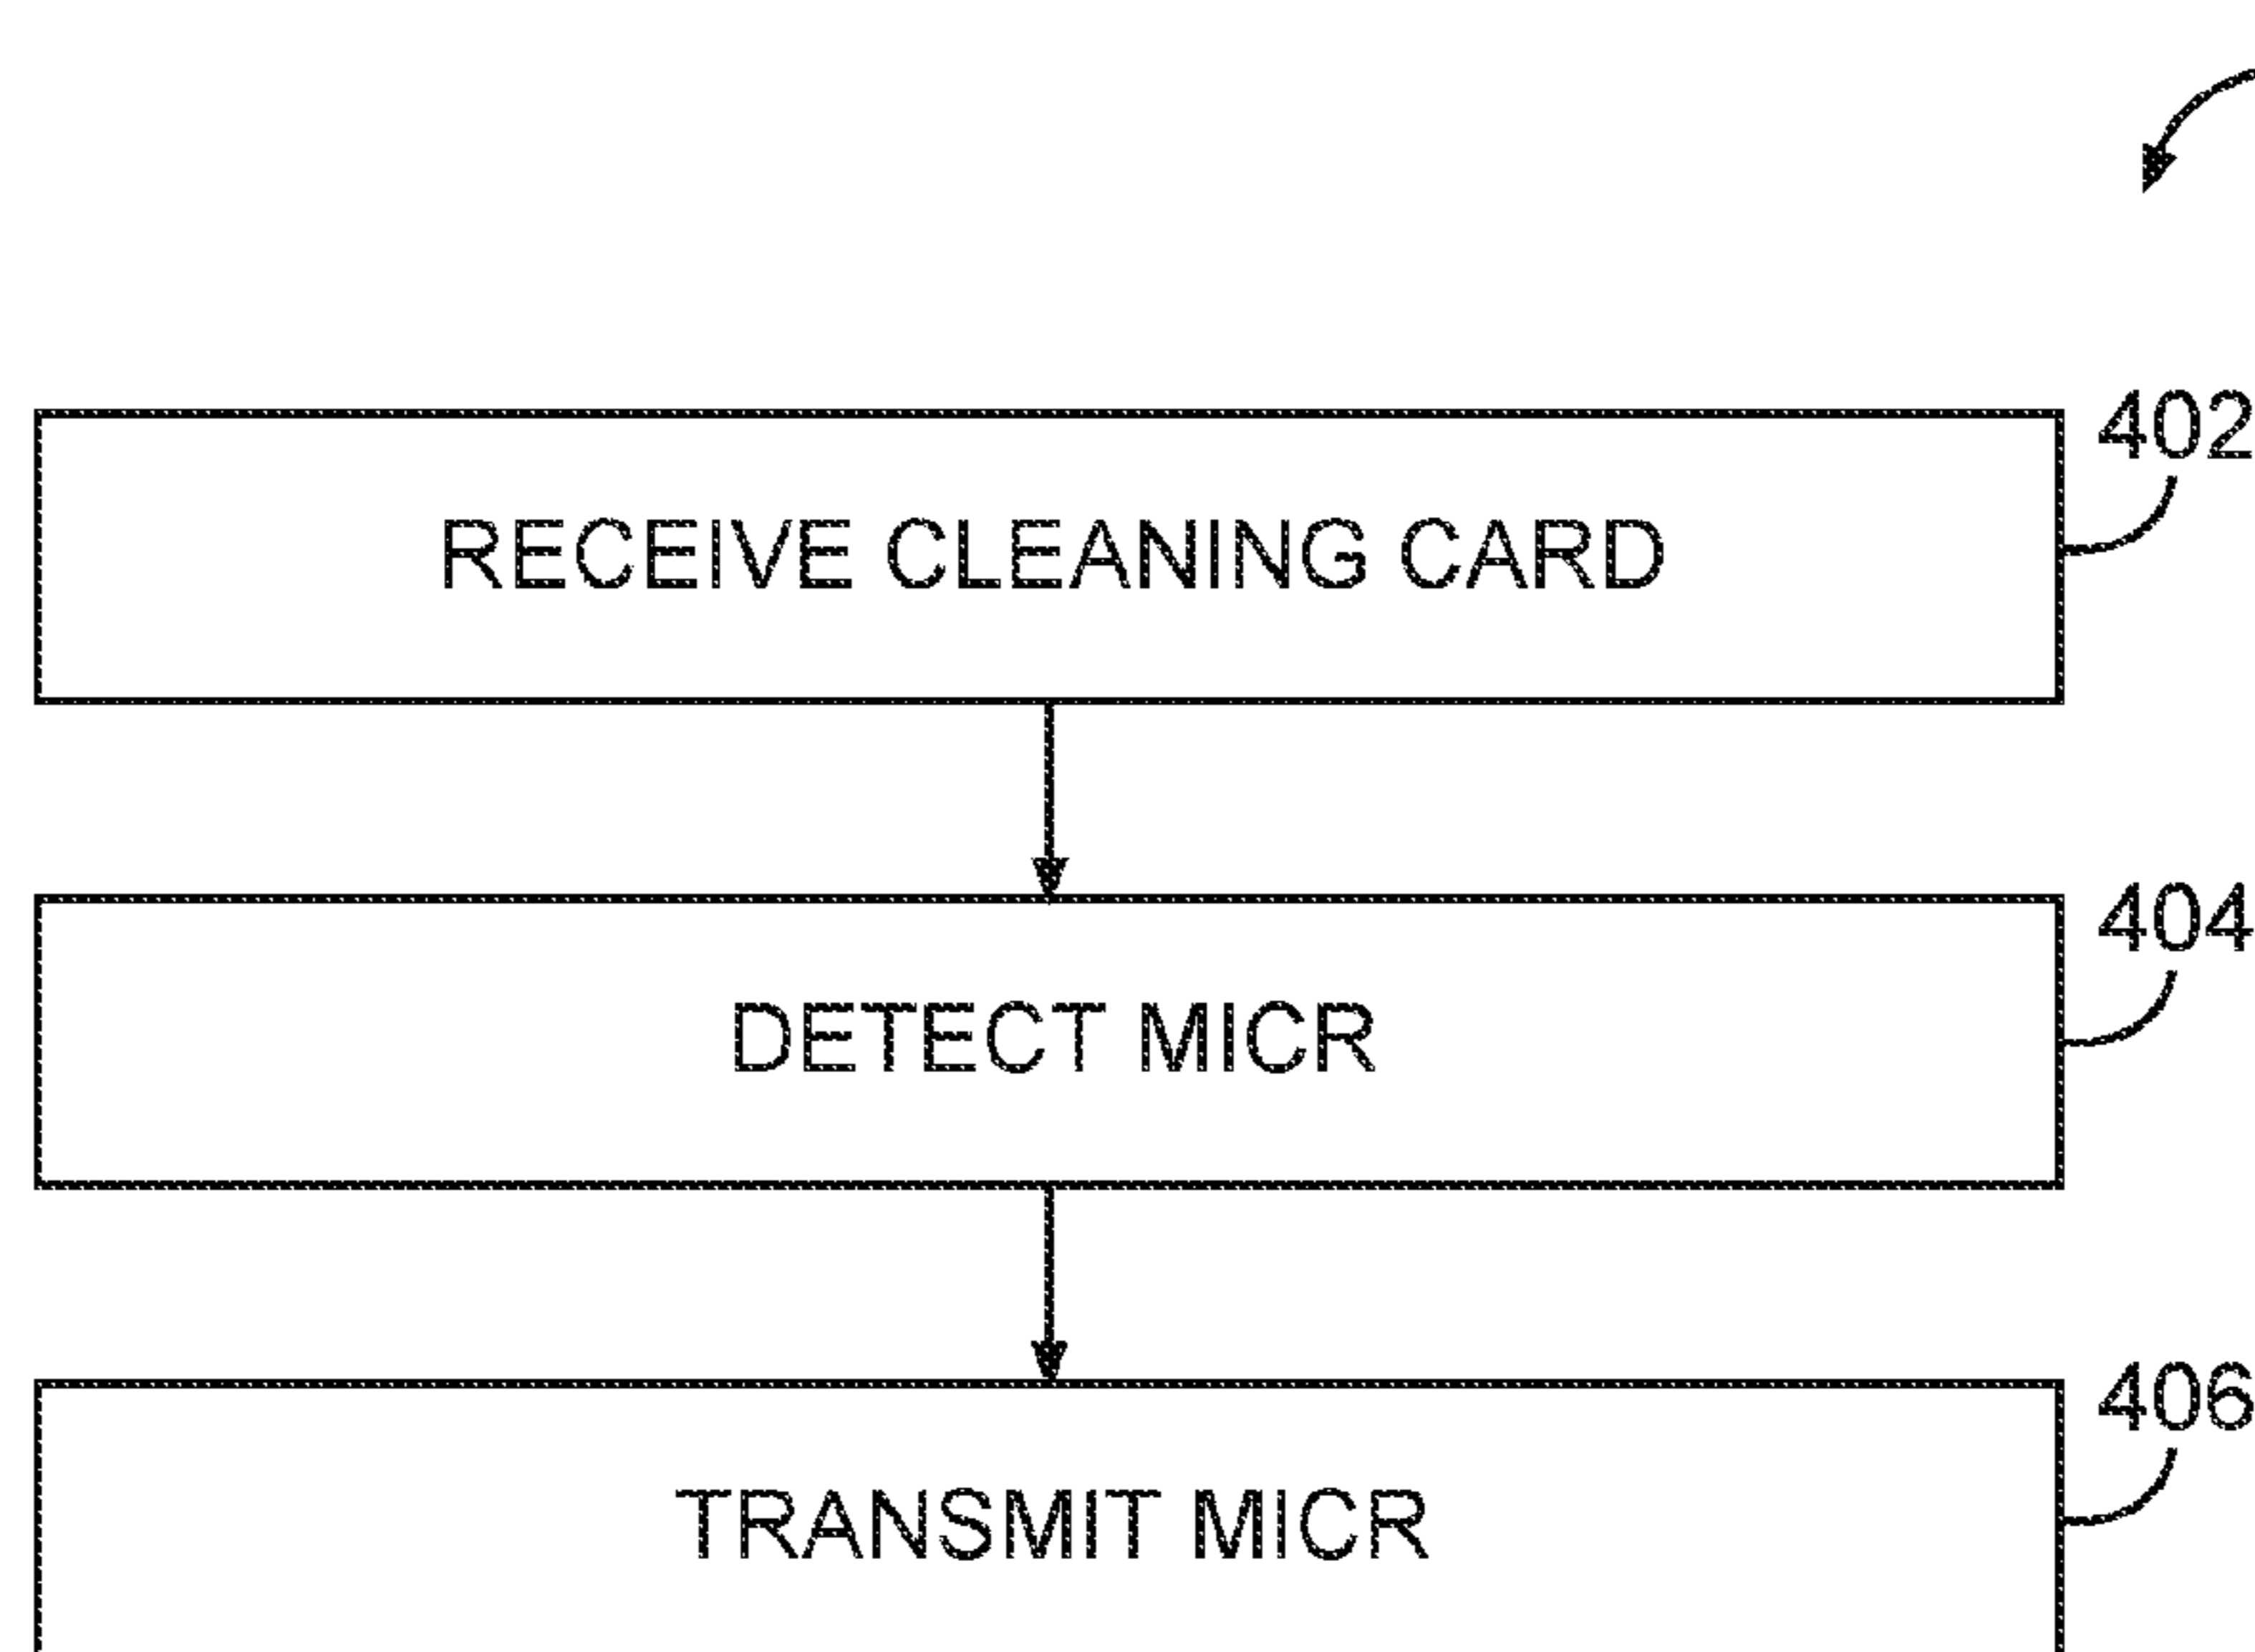 402
RECEIVE CLEANING CARD
404
DETECT MICR
406
TRANSMIT MICR